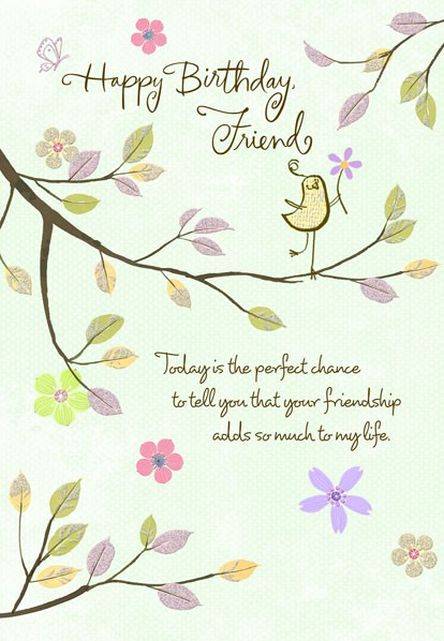 Happy Birthday,
Friend
Today is the perfect chance
to tell you that your friendship
adds so much to my life.